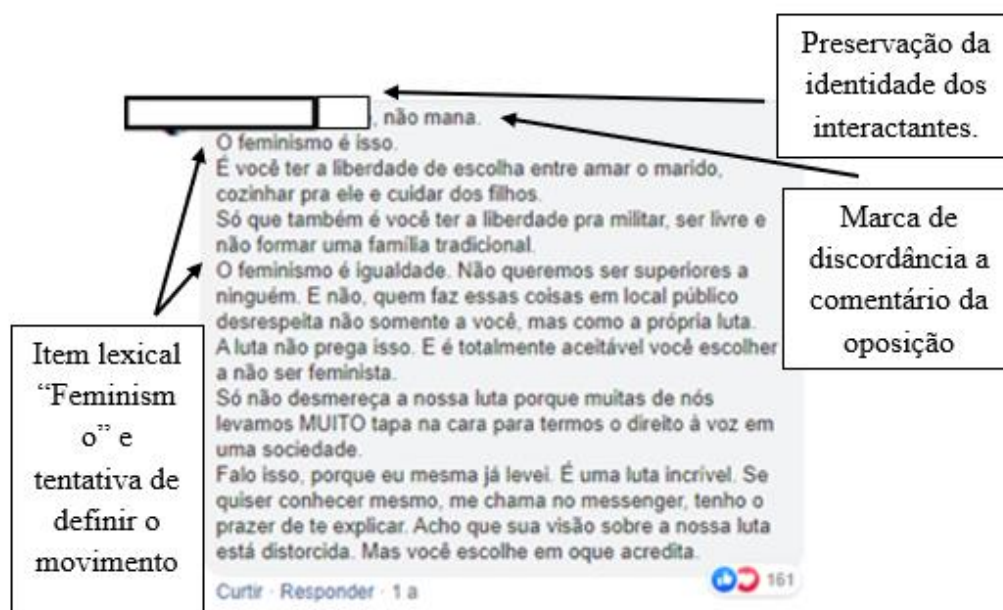 Preservação da
identidade dos
interactantes.
, não mana.
O feminismo é isso.
É você ter a liberdade de escolha entre amar o marido,
cozinhar pra ele e cuidar dos filhos.
Só que também é você ter a liberdade pra militar, ser livre e
não formar uma família tradicional.
O feminismo é igualdade. Não queremos ser superiores a
ninguém. E não, quem faz essas coisas em local público
desrespeita não somente a você, mas como a própria luta.
A luta não prega isso. E é totalmente aceitável você escolher
a não ser feminista.
Só não desmereça a nossa luta porque muitas de nós
levamos MUITO tapa na cara para termos o direito à voz em
uma sociedade.
Falo isso, porque eu mesma já levei. É uma luta incrível. Se
quiser conhecer mesmo, me chama no messenger, tenho o
prazer de te explicar. Acho que sua visão sobre a nossa luta
está distorcida. Mas você escolhe em oque acredita.
Curtir · Responder · 1 a
161
Marca de
discordância a
comentário da
oposição
Item lexical
“Feminism
o” e
tentativa de
definir o
movimento